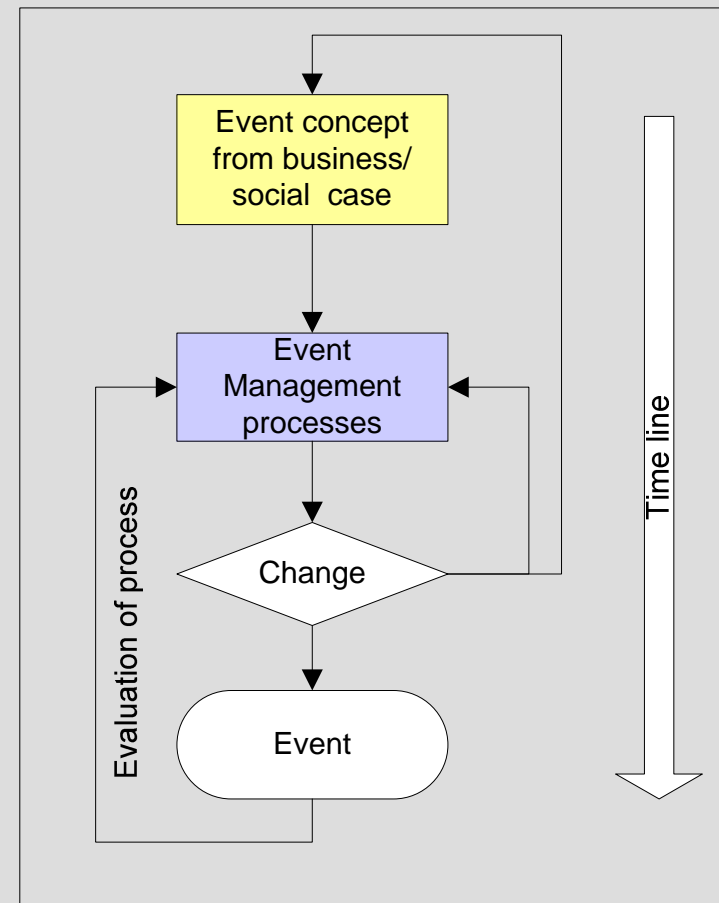 Event concept
from business/
social case
Event
Management
processes
Change
Event
Evaluation of process
Time line